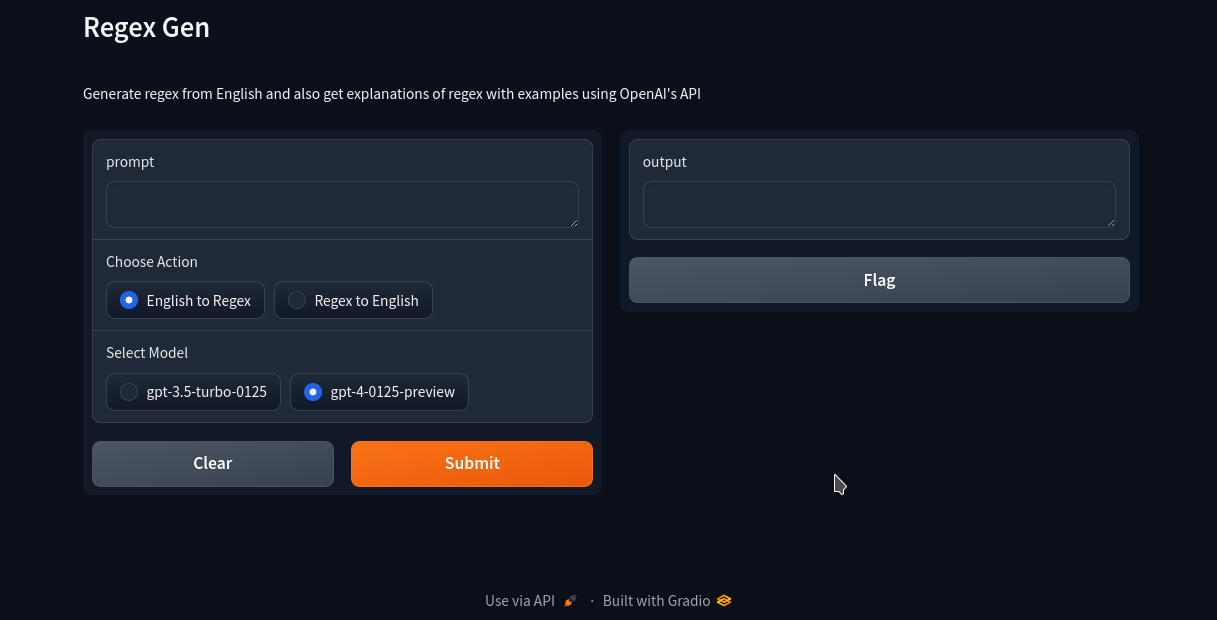 Regex Gen
Generate regex from English and also get explanations of regex with examples using OpenAI's API
prompt
Choose Action
English to Regex
Regex to English
Select Model
gpt-3.5-turbo-0125
gpt-4-0125-preview
Clear
Submit
output
Flag
Use via API · Built with Gradio